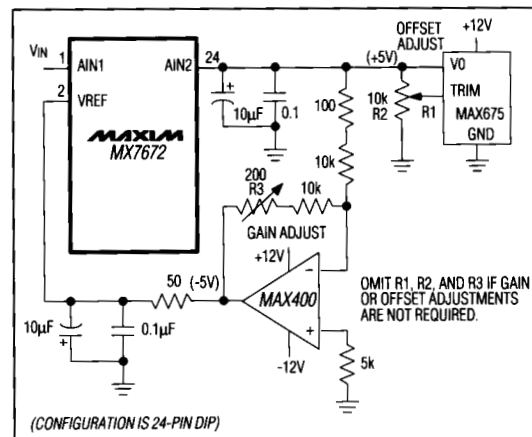 OFFSET
ADJUST
+12V
VIN
1
AIN1
AIN2
24
(+5V)
V0
2
VREF
TRIM
+
10µF
0.1
100
10k
R2
R1
MAX675
GND
MAXIM
MX7672
10k
200
R3
10k
GAIN ADJUST
+12V
−
MAX400
+
-12V
50
(-5V)
OMIT R1, R2, AND R3 IF GAIN
OR OFFSET ADJUSTMENTS
ARE NOT REQUIRED.
10µF
+
0.1µF
5k
(CONFIGURATION IS 24-PIN DIP)